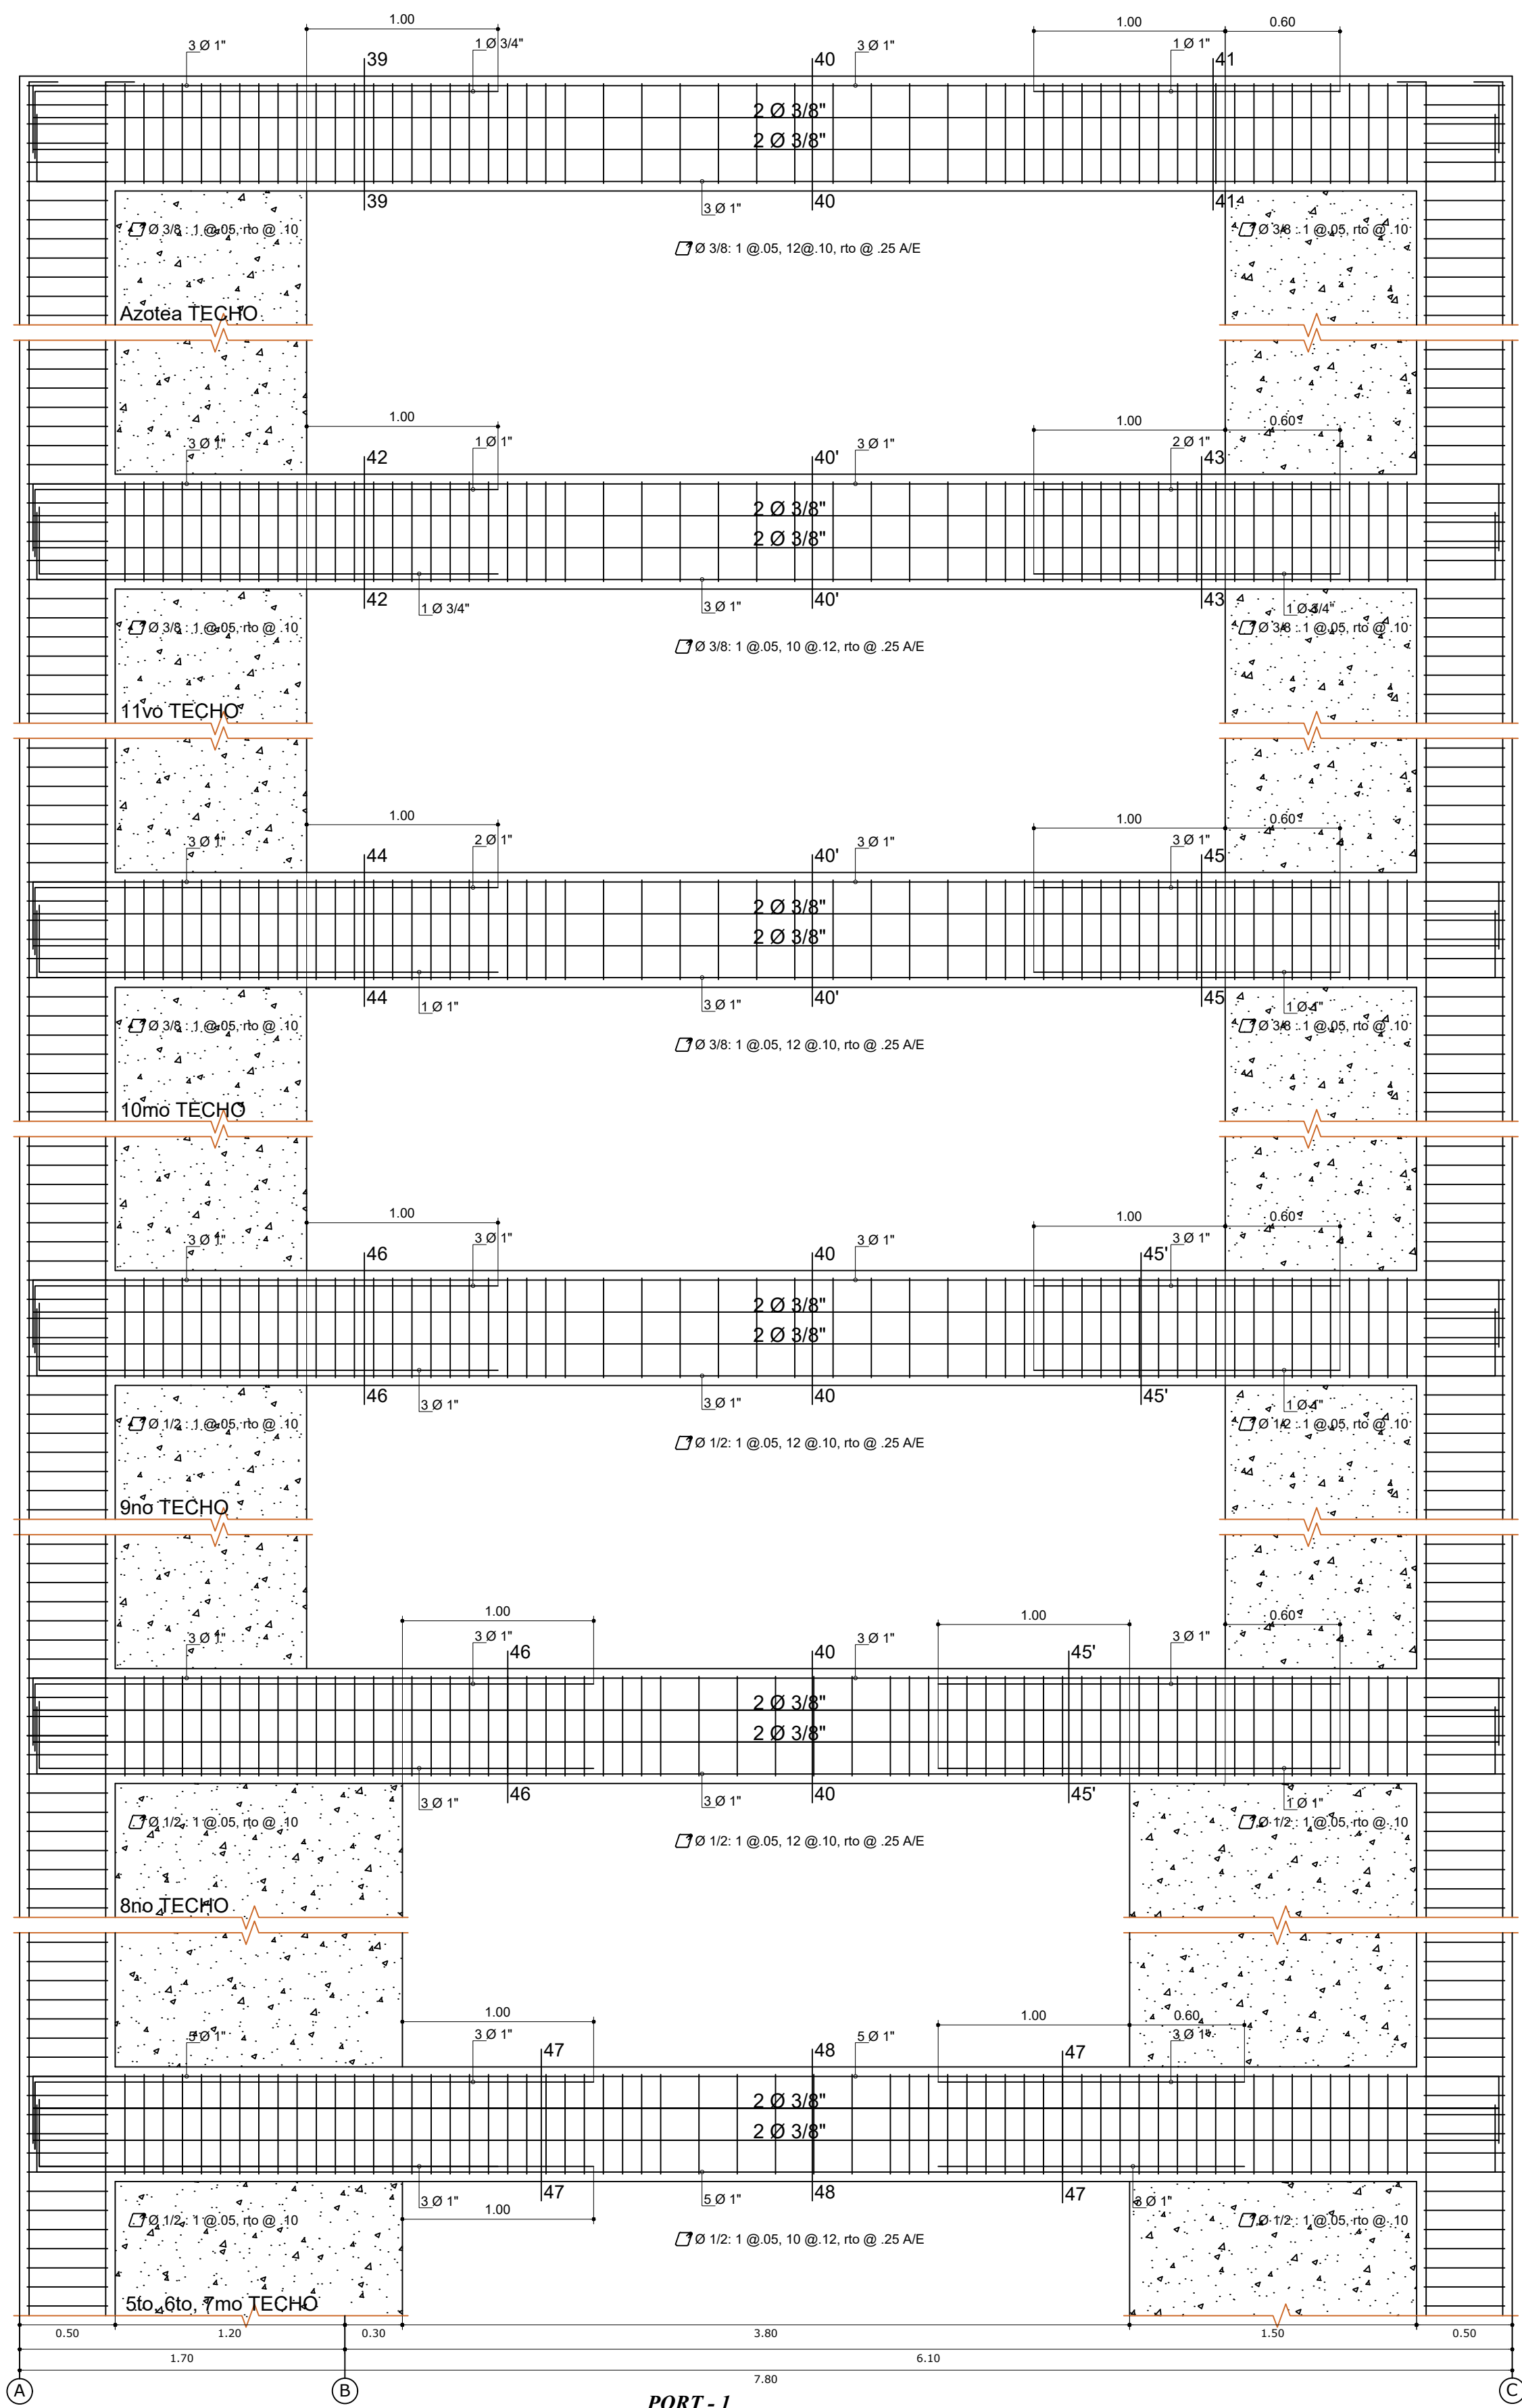 1.00 1.00 0.60
3 Ø 1" 1 Ø 3/4" 3 Ø 1" 1 Ø 1"
39 40 41
2 Ø 3/8"
2 Ø 3/8"
39 3 Ø 1" 40 41
Ø 3/8 : 1 @.05, rto @ .10 Ø 3/8: 1 @.05, 12@.10, rto @ .25 A/E Ø 3/8 : 1 @.05, rto @ .10
Azotea TECHO
1.00 1.00 0.60
3 Ø 1" 1 Ø 1" 3 Ø 1" 2 Ø 1"
42 40' 43
2 Ø 3/8"
2 Ø 3/8"
42 40' 43
1 Ø 3/4" 3 Ø 1" 1 Ø 3/4"
Ø 3/8 : 1 @.05, rto @ .10 Ø 3/8: 1 @.05, 10 @.12, rto @ .25 A/E Ø 3/8 : 1 @.05, rto @ .10
11vo TECHO
1.00 1.00 0.60
3 Ø 1" 2 Ø 1" 3 Ø 1" 3 Ø 1"
44 40' 45
2 Ø 3/8"
2 Ø 3/8"
44 40' 45
1 Ø 1" 3 Ø 1" 1 Ø 1"
Ø 3/8 : 1 @.05, rto @ .10 Ø 3/8: 1 @.05, 12 @.10, rto @ .25 A/E Ø 3/8 : 1 @.05, rto @ .10
10mo TECHO
1.00 1.00 0.60
3 Ø 1" 3 Ø 1" 3 Ø 1" 3 Ø 1"
46 40 45'
2 Ø 3/8"
2 Ø 3/8"
46 40 45'
3 Ø 1" 3 Ø 1" 1 Ø 1"
Ø 1/2 : 1 @.05, rto @ .10 Ø 1/2: 1 @.05, 12 @.10, rto @ .25 A/E Ø 1/2 : 1 @.05, rto @ .10
9no TECHO
1.00 1.00 0.60
3 Ø 1" 3 Ø 1" 3 Ø 1" 3 Ø 1"
46 40 45'
2 Ø 3/8"
2 Ø 3/8"
46 40 45'
3 Ø 1" 3 Ø 1" 1 Ø 1"
Ø 1/2 : 1 @.05, rto @ .10 Ø 1/2: 1 @.05, 12 @.10, rto @ .25 A/E Ø 1/2 : 1 @.05, rto @ .10
8no TECHO
1.00 1.00 0.60
5 Ø 1" 3 Ø 1" 5 Ø 1" 3 Ø 1"
47 48 47
2 Ø 3/8"
2 Ø 3/8"
47 48 47
3 Ø 1" 5 Ø 1" 3 Ø 1"
1.00
Ø 1/2 : 1 @.05, rto @ .10 Ø 1/2: 1 @.05, 10 @.12, rto @ .25 A/E Ø 1/2 : 1 @.05, rto @ .10
5to, 6to, 7mo TECHO
0.50 1.20 0.30 3.80 1.50 0.50
1.70 6.10
7.80
A B C
PORT - 1